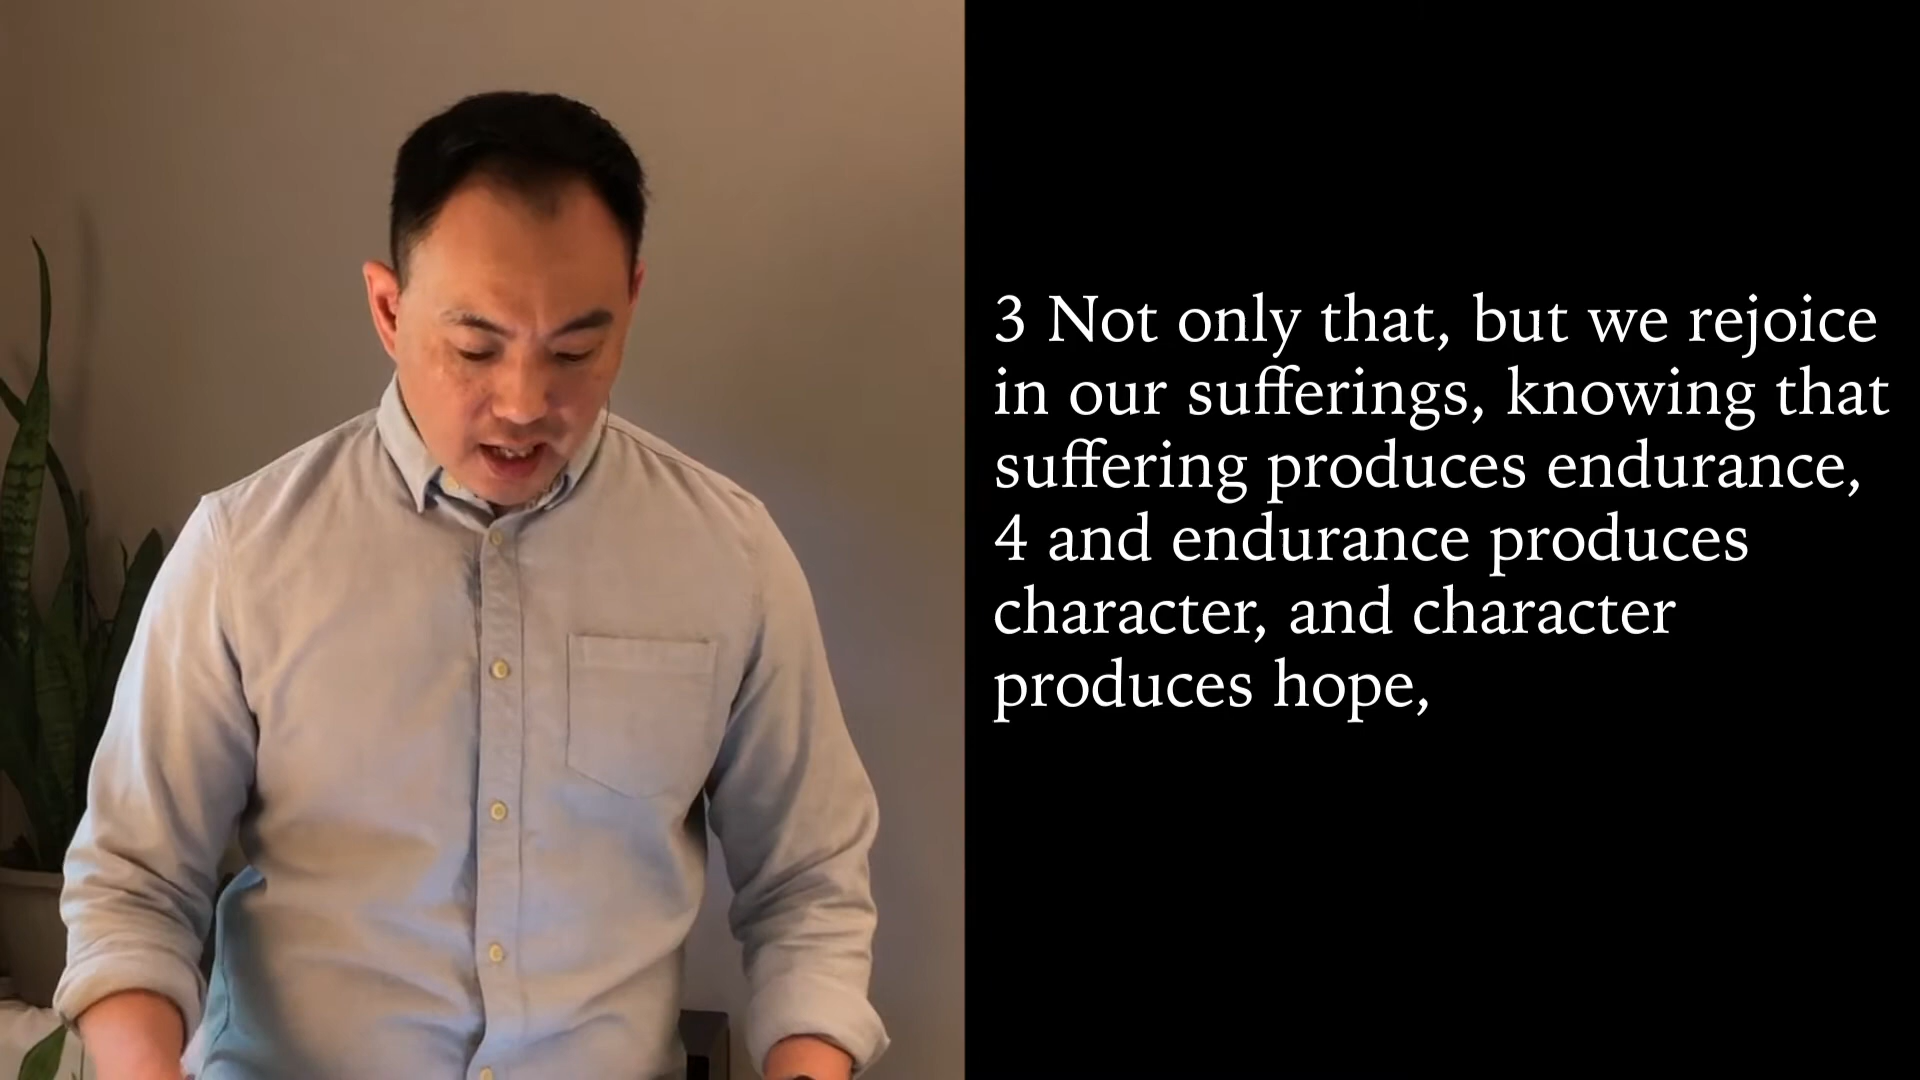 3 Not only that, but we rejoice
in our sufferings, knowing that
suffering produces endurance,
4 and endurance produces
character, and character
produces hope,